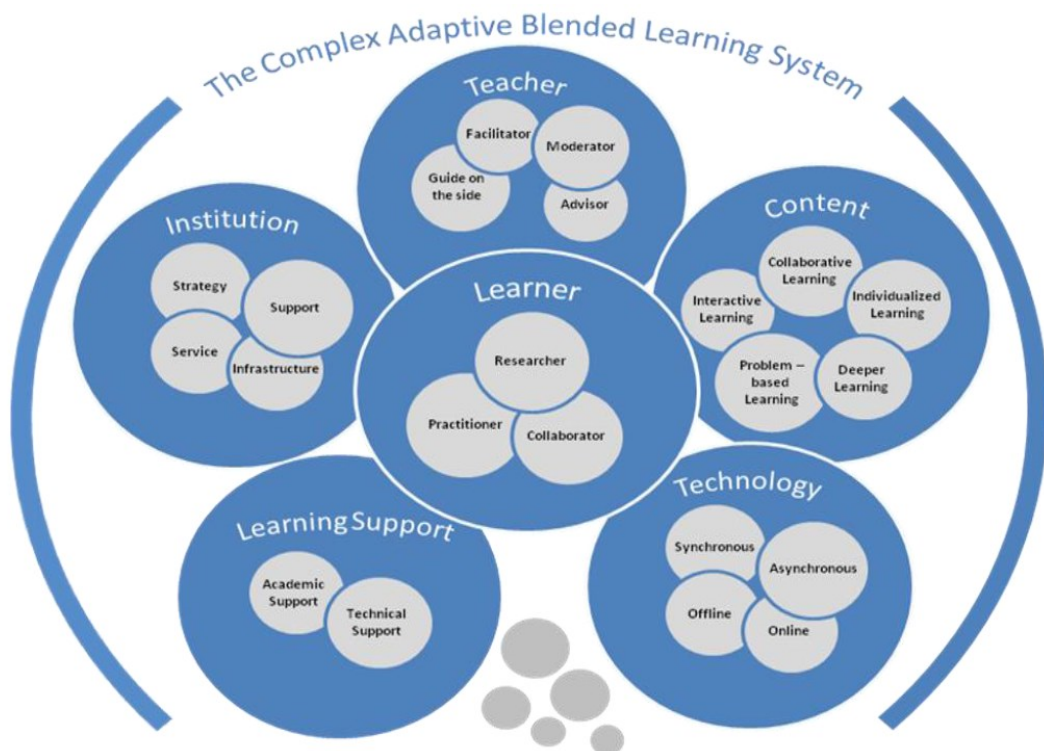 The Complex Adaptive Blended Learning System
Teacher
Facilitator
Moderator
Guide on
the side
Advisor
Institution
Strategy
Support
Service
Infrastructure
Content
Collaborative
Learning
Interactive
Learning
Individualized
Learning
Problem –
based
Learning
Deeper
Learning
Learner
Researcher
Practitioner
Collaborator
Learning Support
Academic
Support
Technical
Support
Technology
Synchronous
Asynchronous
Offline
Online